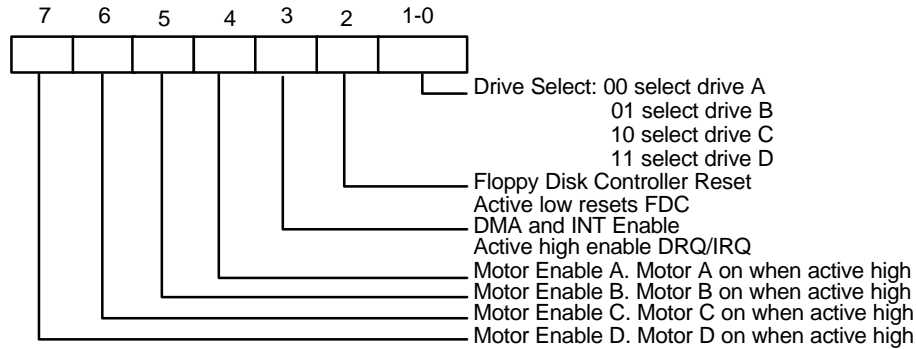 7 6 5 4 3 2 1-0
Drive Select: 00 select drive A
01 select drive B
10 select drive C
11 select drive D
Floppy Disk Controller Reset
Active low resets FDC
DMA and INT Enable
Active high enable DRQ/IRQ
Motor Enable A. Motor A on when active high
Motor Enable B. Motor B on when active high
Motor Enable C. Motor C on when active high
Motor Enable D. Motor D on when active high